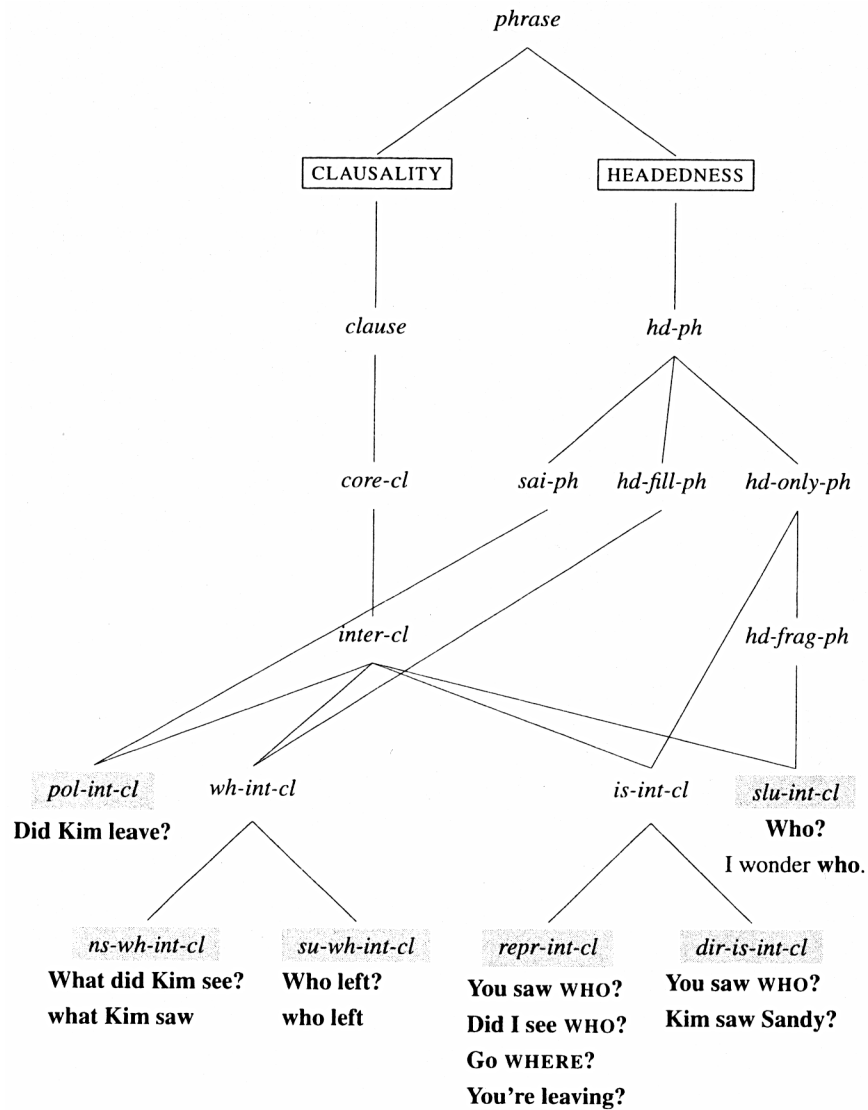 phrase
CLAUSALITY HEADEDNESS
clause hd-ph
core-cl sai-ph hd-fill-ph hd-only-ph
inter-cl hd-frag-ph
pol-int-cl wh-int-cl is-int-cl slu-int-cl
Did Kim leave? Who?
I wonder who.
ns-wh-int-cl su-wh-int-cl repr-int-cl dir-is-int-cl
What did Kim see? Who left? You saw WHO? You saw WHO?
what Kim saw who left Did I see WHO? Kim saw Sandy?
Go WHERE?
You're leaving?